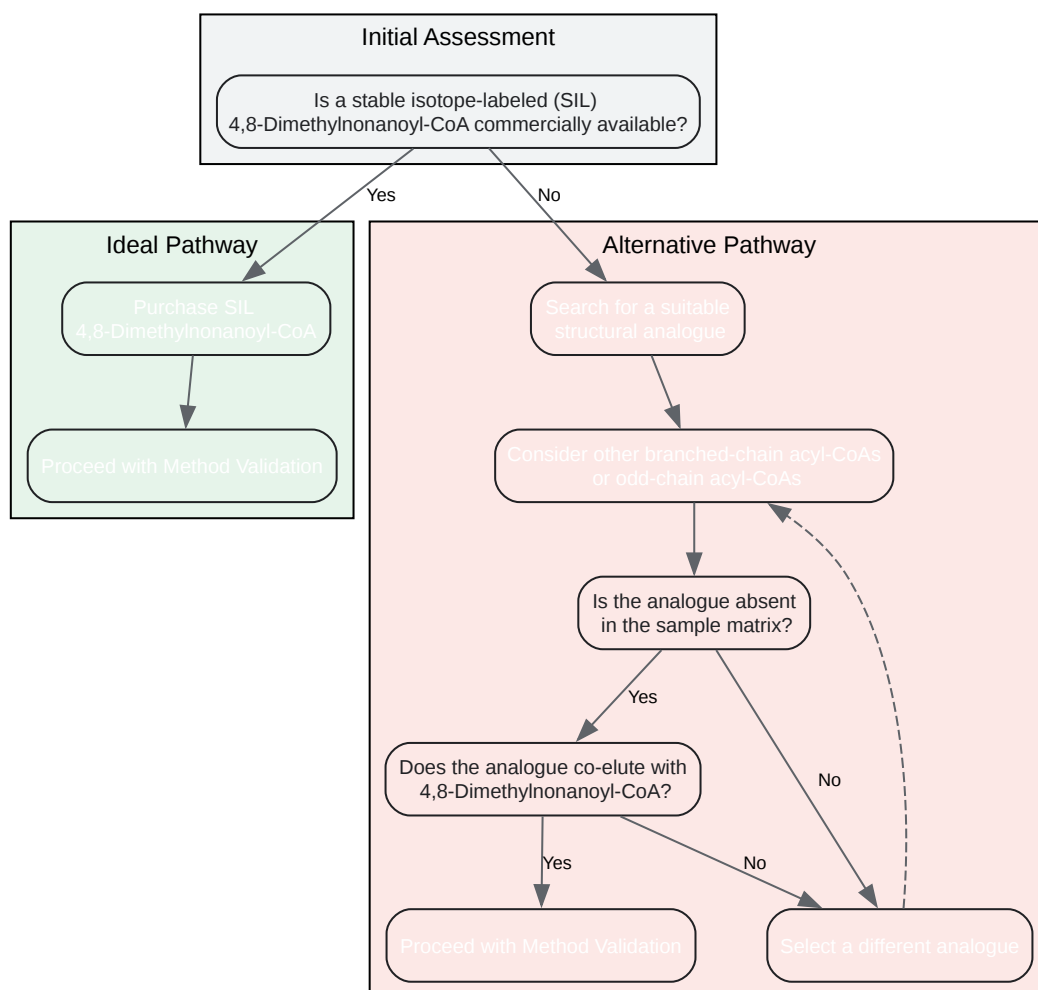 Initial Assessment
Is a stable isotope-labeled (SIL)
4,8-Dimethylnonanoyl-CoA commercially available?
Yes
No
Ideal Pathway
Purchase SIL
4,8-Dimethylnonanoyl-CoA
Proceed with Method Validation
Alternative Pathway
Search for a suitable
structural analogue
Consider other branched-chain acyl-CoAs
or odd-chain acyl-CoAs
Is the analogue absent
in the sample matrix?
Yes
No
Does the analogue co-elute with
4,8-Dimethylnonanoyl-CoA?
Yes
No
Proceed with Method Validation
Select a different analogue